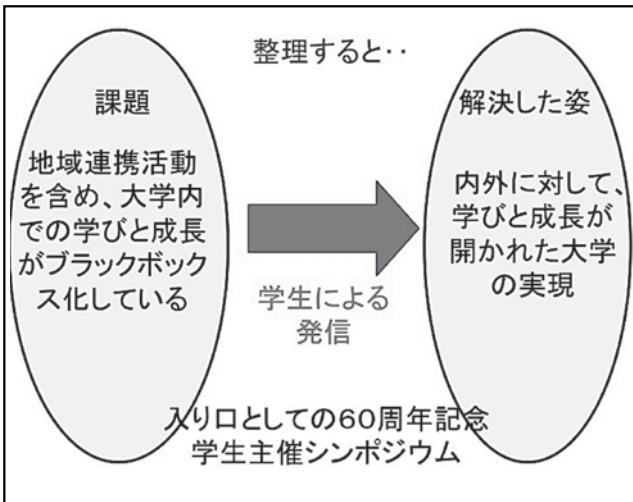 整理すると‥
課題
地域連携活動
を含め、大学内
での学びと成長
がブラックボック
ス化している
学生による
発信
解決した姿
内外に対して、
学びと成長が
開かれた大学
の実現
入り口としての60周年記念
学生主催シンポジウム